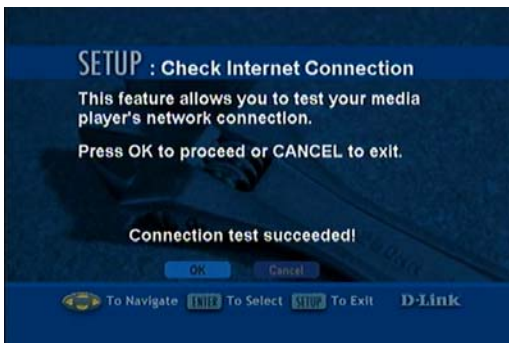 SETUP : Check Internet Connection
This feature allows you to test your media
player's network connection.
Press OK to proceed or CANCEL to exit.
Connection test succeeded!
OK Cancel
To Navigate ENTER To Select SETUP To Exit D-Link